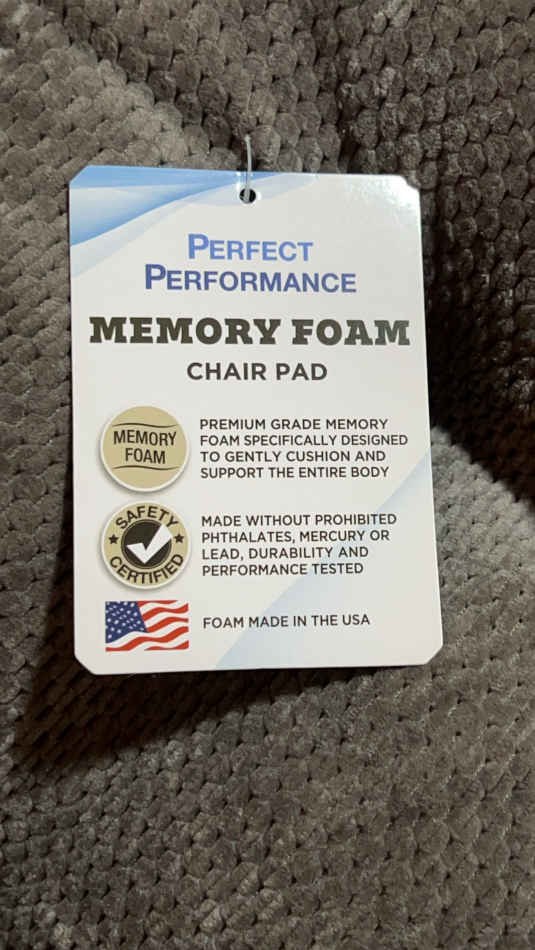 PERFECT
PERFORMANCE
MEMORY FOAM
CHAIR PAD
MEMORY
FOAM
PREMIUM GRADE MEMORY
FOAM SPECIFICALLY DESIGNED
TO GENTLY CUSHION AND
SUPPORT THE ENTIRE BODY
SAFETY
CERTIFIED
MADE WITHOUT PROHIBITED
PHTHALATES, MERCURY OR
LEAD, DURABILITY AND
PERFORMANCE TESTED
FOAM MADE IN THE USA